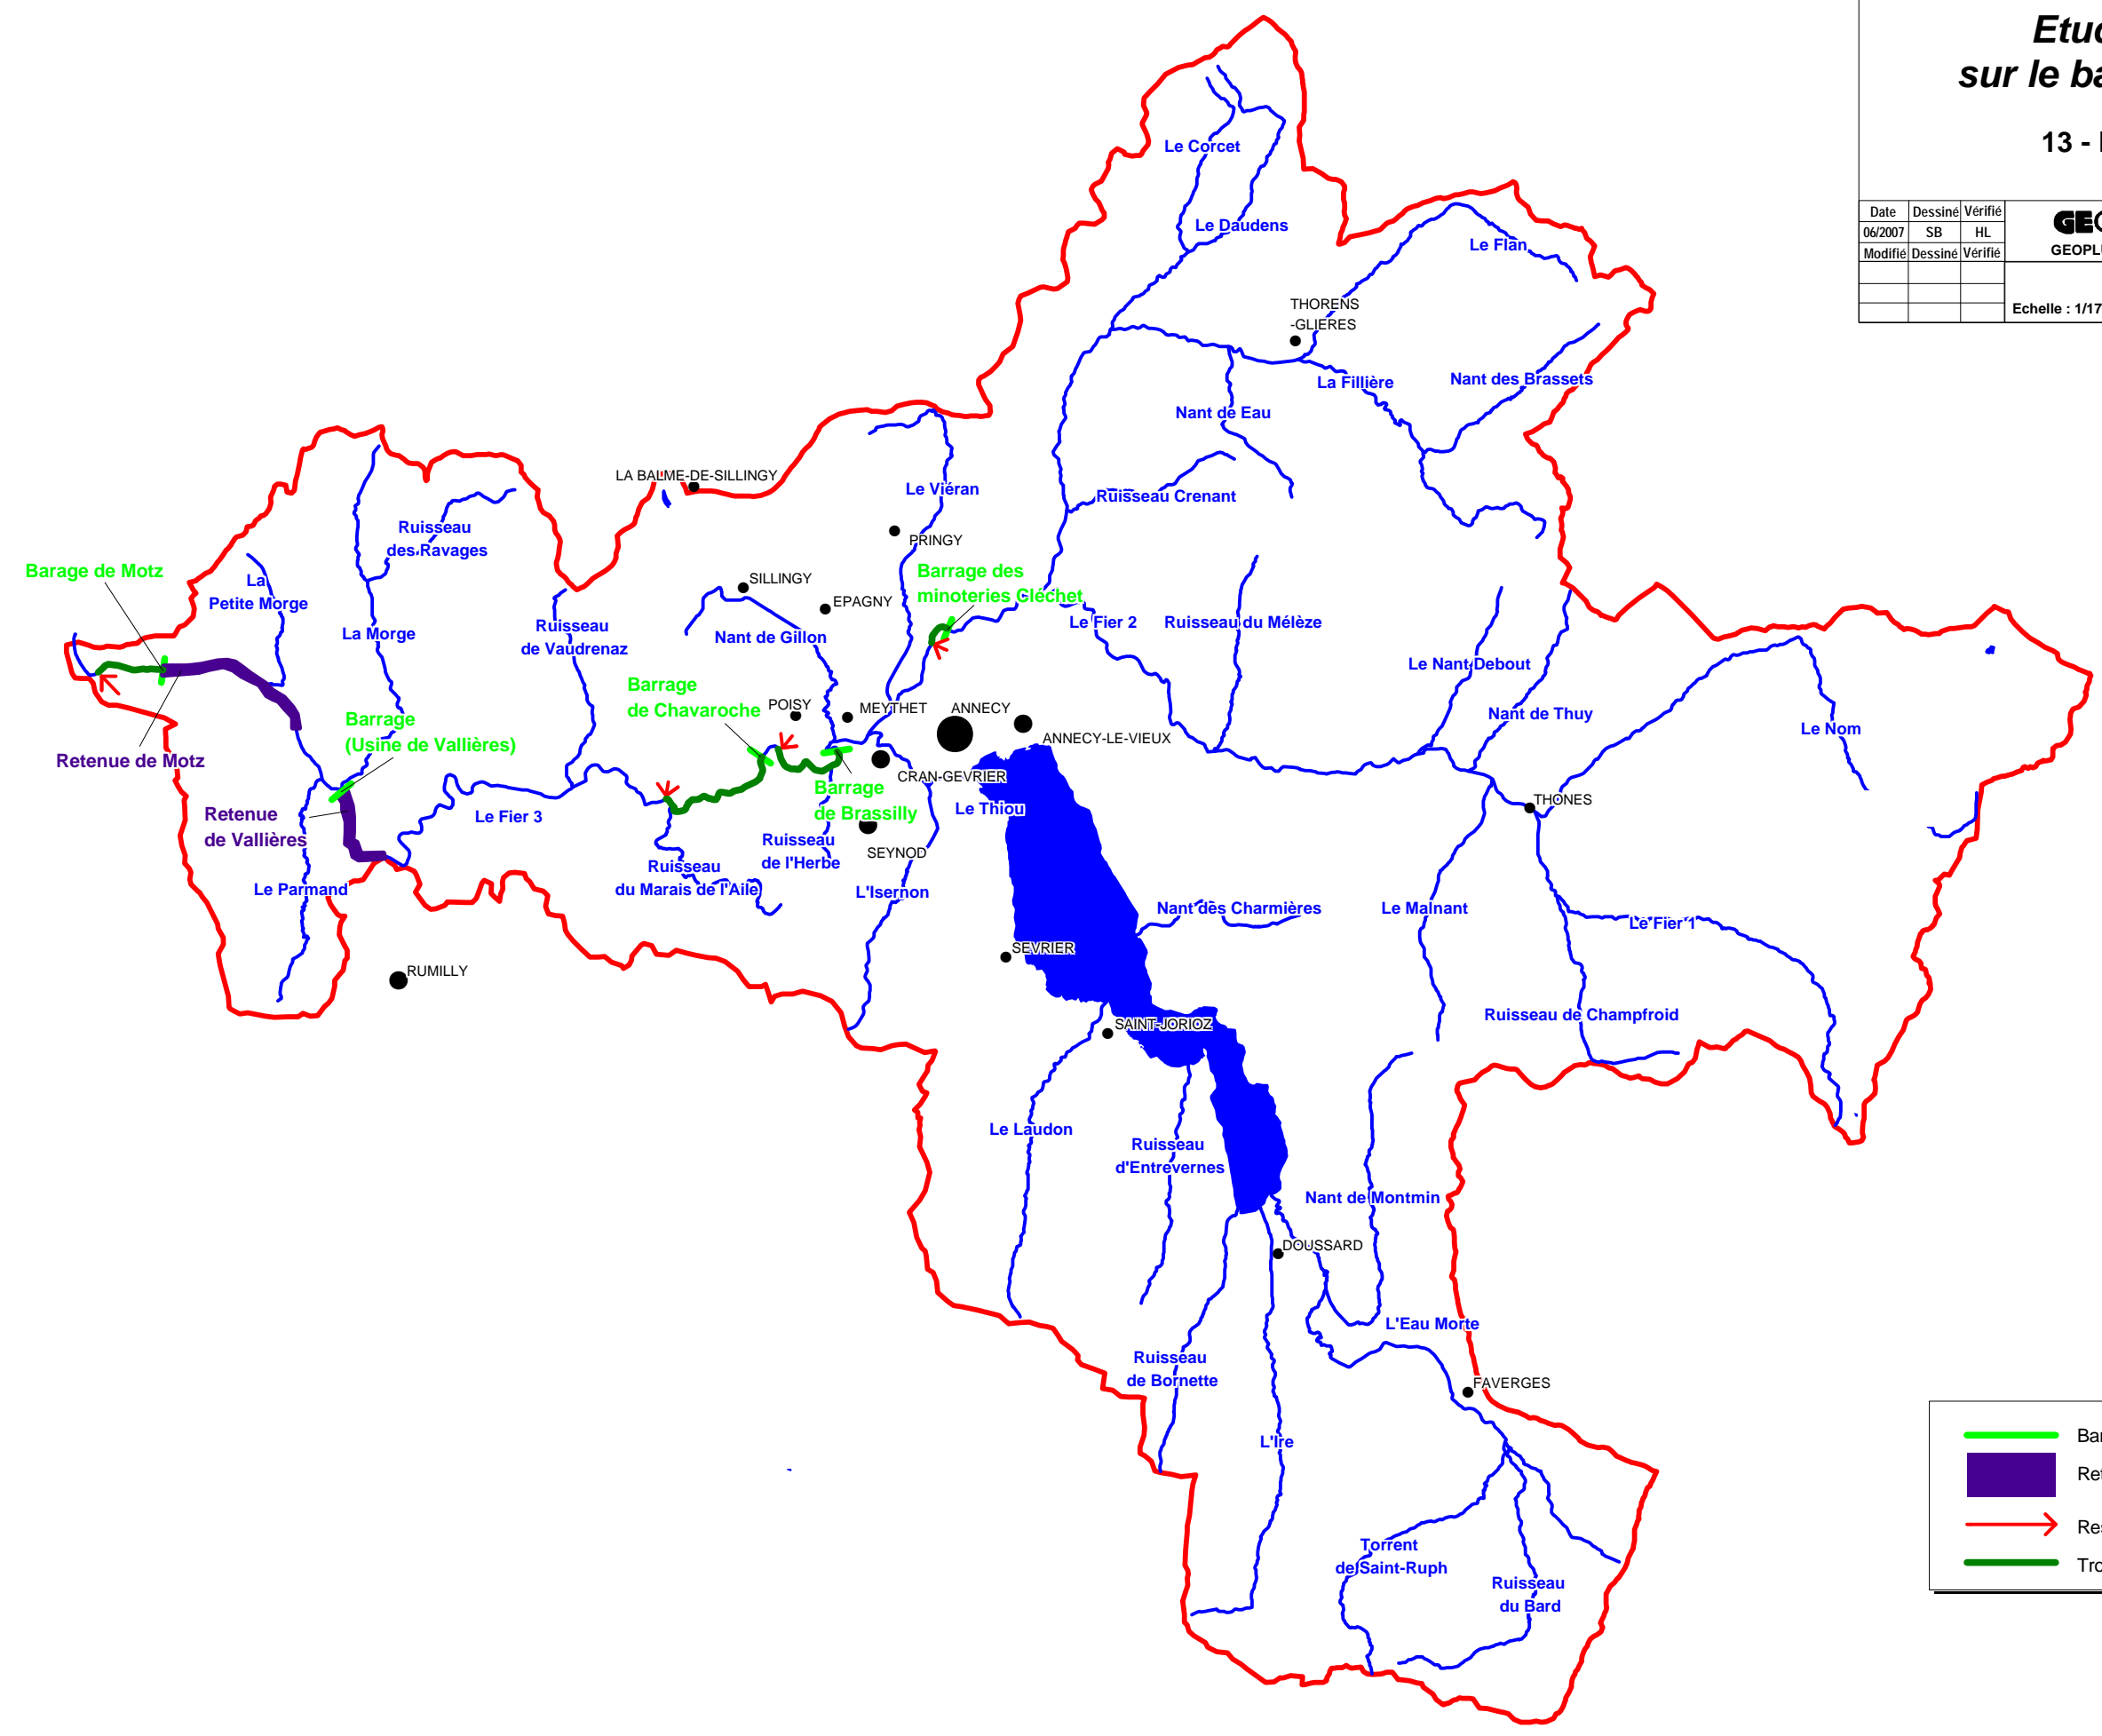 Etud
sur le ba
13 - l
Date Dessiné Vérifié
06/2007 SB HL
Modifié Dessiné Vérifié
GEOPLU
Echelle : 1/17
Le Corcet
Le Daudens
Le Flan
THORENS
-GLIERES
La Fillière
Nant des Brassets
Nant de Eau
LA BALME-DE-SILLINGY
Le Viéran
Ruisseau Crenant
Ruisseau
des Ravages
PRINGY
Barage de Motz
La
Petite Morge
La Morge
Ruisseau
de Vaudrenaz
SILLINGY
EPAGNY
Nant de Gillon
Barrage des
minoteries Cléchet
Le Fier 2
Ruisseau du Mélèze
Le Nant Debout
Nant de Thuy
Le Nom
Barrage
de Chavaroche
POISY
MEYTHET
ANNECY
ANNECY-LE-VIEUX
Barrage
(Usine de Vallières)
Retenue de Motz
CRAN-GEVRIER
Barrage
de Brassilly
Le Thiou
THONES
Retenue
de Vallières
Le Fier 3
Ruisseau
de l'Herbe
SEYNOD
Ruisseau
du Marais de l'Aile
L'Isernon
Le Parmand
Nant des Charmières
Le Malnant
Le Fier 1
SEVRIER
RUMILLY
SAINT-JORIOZ
Ruisseau de Champfroid
Le Laudon
Ruisseau
d'Entrevernes
Nant de Montmin
DOUSSARD
L'Eau Morte
Ruisseau
de Bornette
FAVERGES
L'Ire
Torrent
de Saint-Ruph
Ruisseau
du Bard
Bar
Ret
Res
Tro